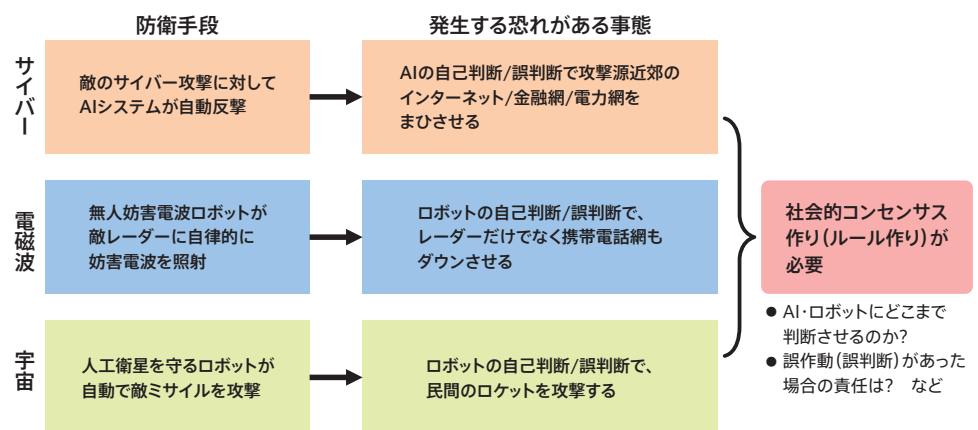 防衛手段
発生する恐れがある事態
サイバー
敵のサイバー攻撃に対して
AIシステムが自動反撃
AIの自己判断/誤判断で攻撃源近郊の
インターネット/金融網/電力網を
まひさせる
電磁波
無人妨害電波ロボットが
敵レーダーに自律的に
妨害電波を照射
ロボットの自己判断/誤判断で、
レーダーだけでなく携帯電話網も
ダウンさせる
宇宙
人工衛星を守るロボットが
自動で敵ミサイルを攻撃
ロボットの自己判断/誤判断で、
民間のロケットを攻撃する
社会的コンセンサス
作り(ルール作り)が
必要
● AI・ロボットにどこまで
判断させるのか?
● 誤作動(誤判断)があった
場合の責任は? など